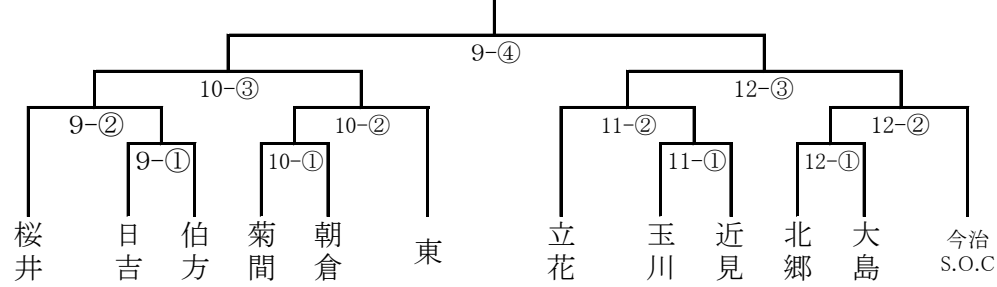 9-④
10-③
12-③
9-②
10-②
11-②
12-②
9-①
10-①
11-①
12-①
桜井
日吉
伯方
菊間
朝倉
東
立花
玉川
近見
北郷
大島
今治
S.O.C